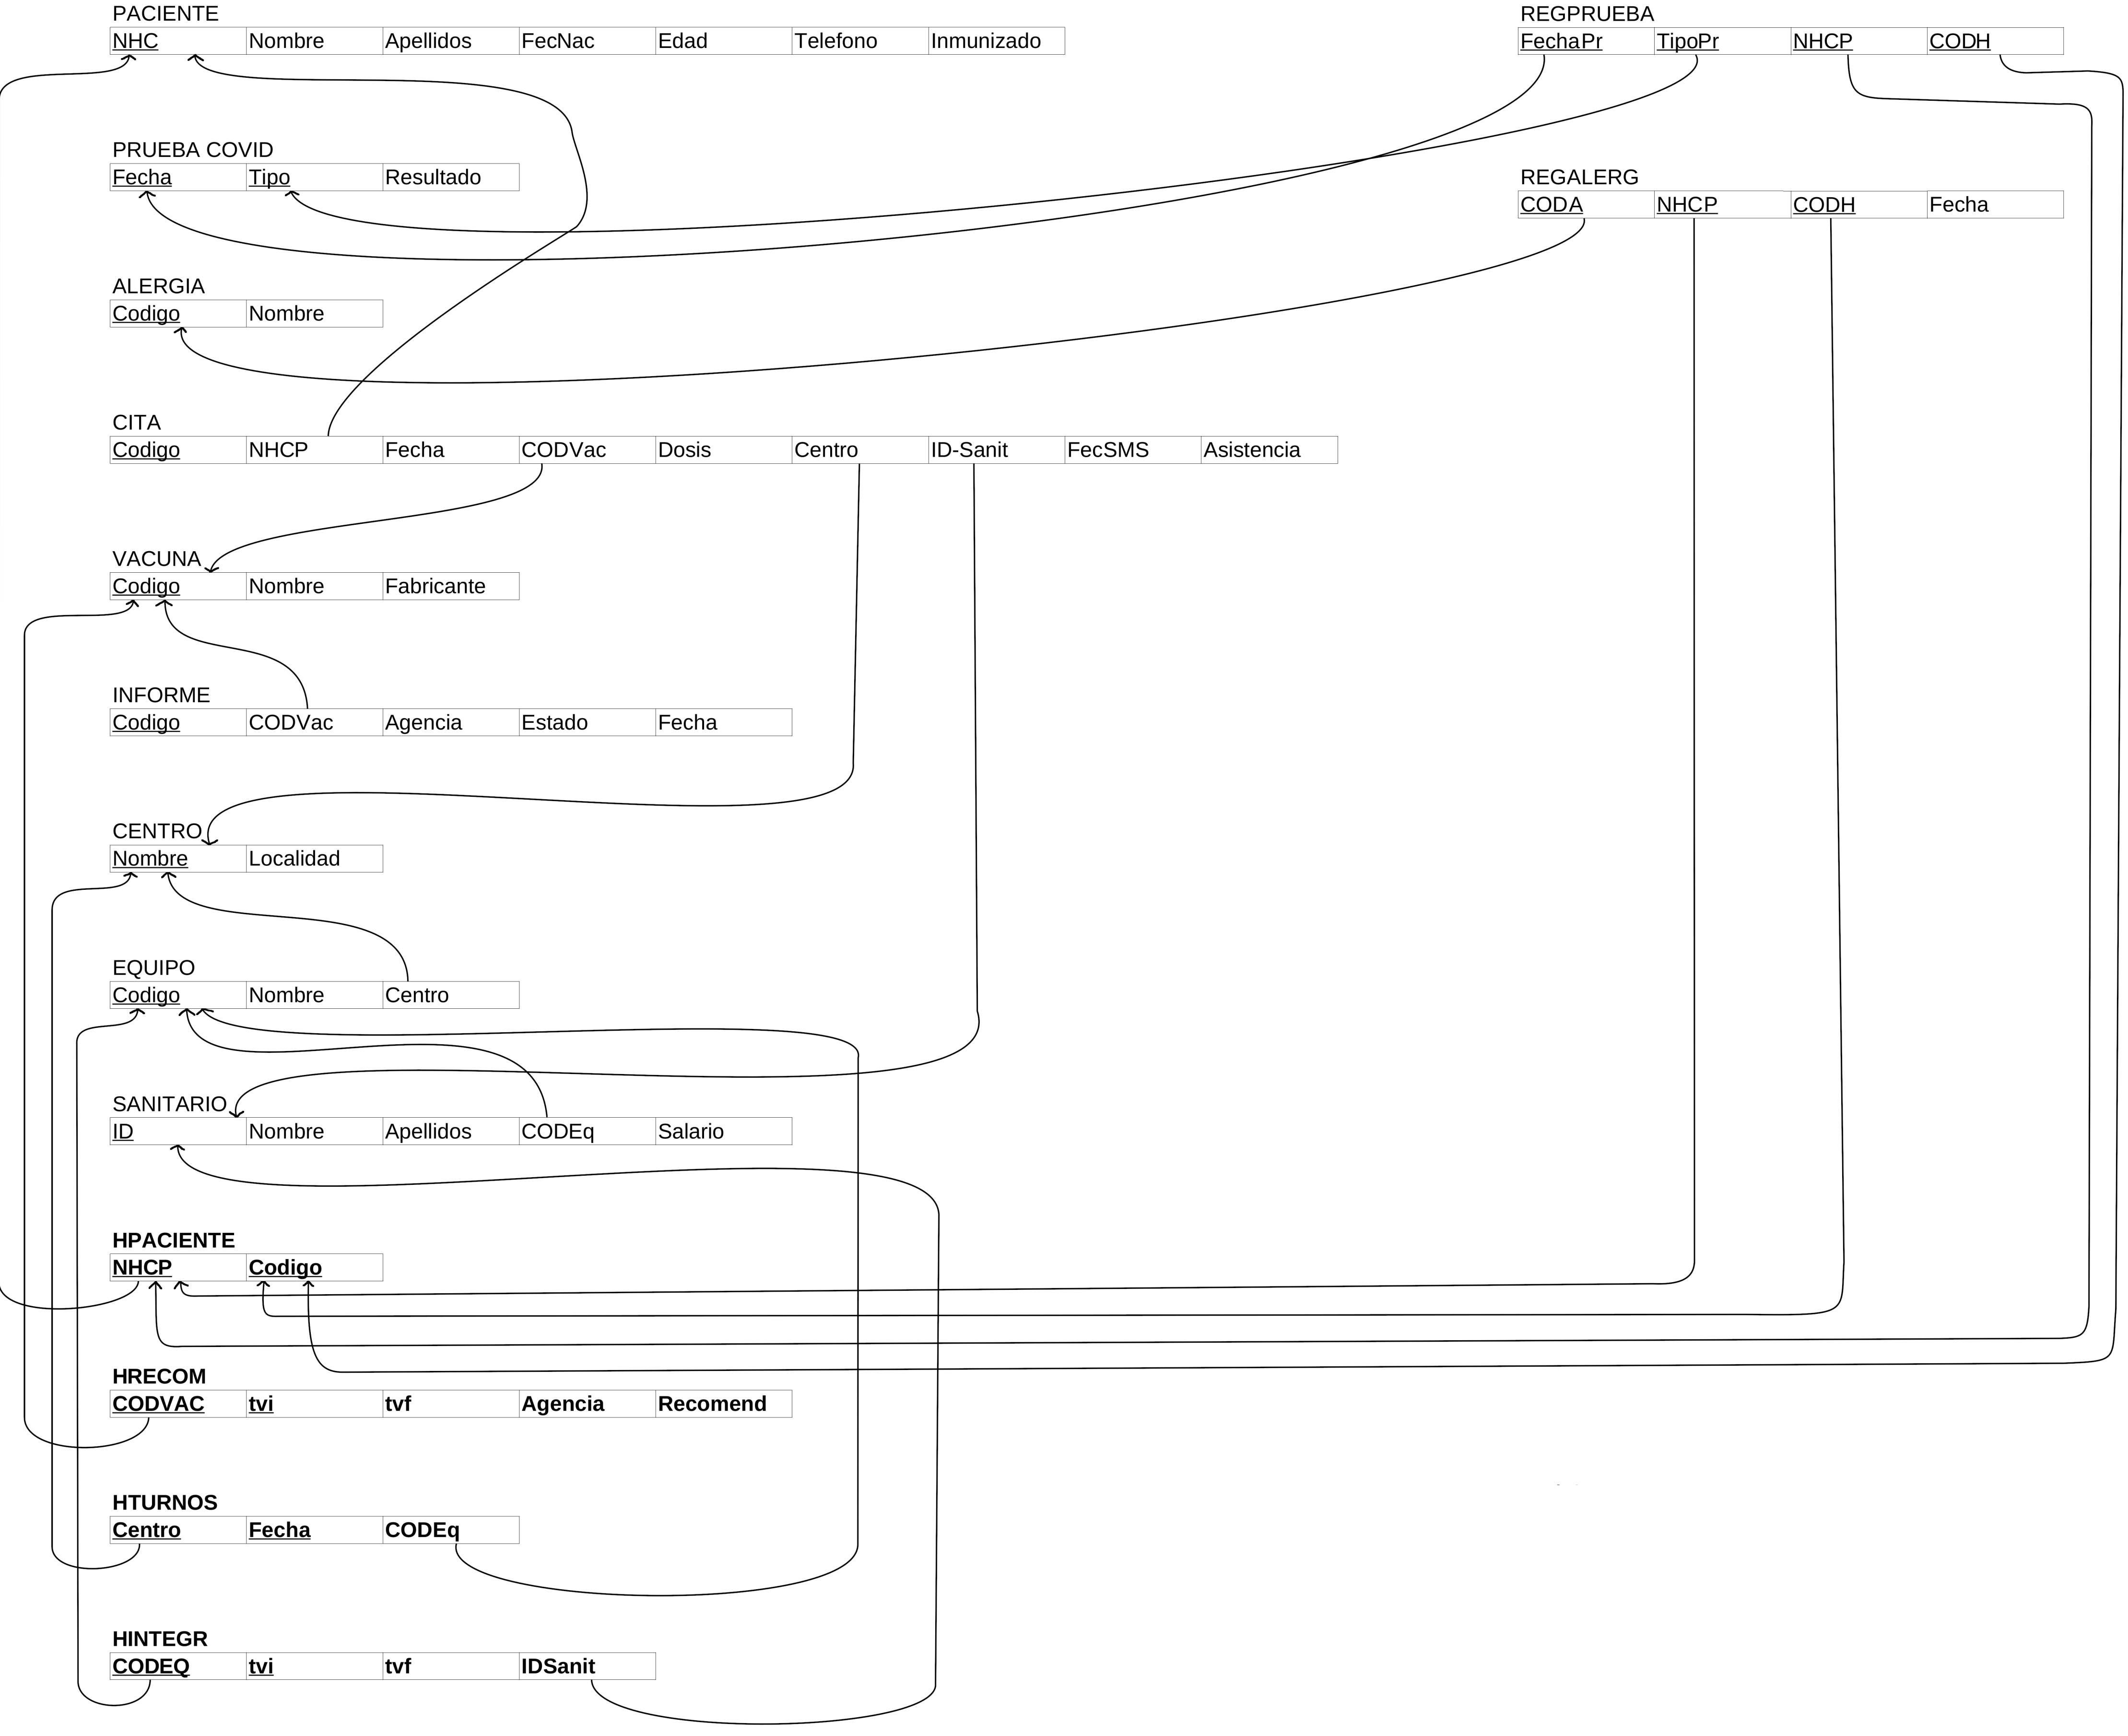 PACIENTE
NHC Nombre Apellidos FecNac Edad Telefono Inmunizado
REGPRUEBA
FechaPr TipoPr NHCP CODH
PRUEBA COVID
Fecha Tipo Resultado
REGALERG
CODA NHCP CODH Fecha
ALERGIA
Codigo Nombre
CITA
Codigo NHCP Fecha CODVac Dosis Centro ID-Sanit FecSMS Asistencia
VACUNA
Codigo Nombre Fabricante
INFORME
Codigo CODVac Agencia Estado Fecha
CENTRO
Nombre Localidad
EQUIPO
Codigo Nombre Centro
SANITARIO
ID Nombre Apellidos CODEq Salario
HPACIENTE
NHCP Codigo
HRECOM
CODVAC tvi tvf Agencia Recomend
HTURNOS
Centro Fecha CODEq
HINTEGR
CODEQ tvi tvf IDSanit